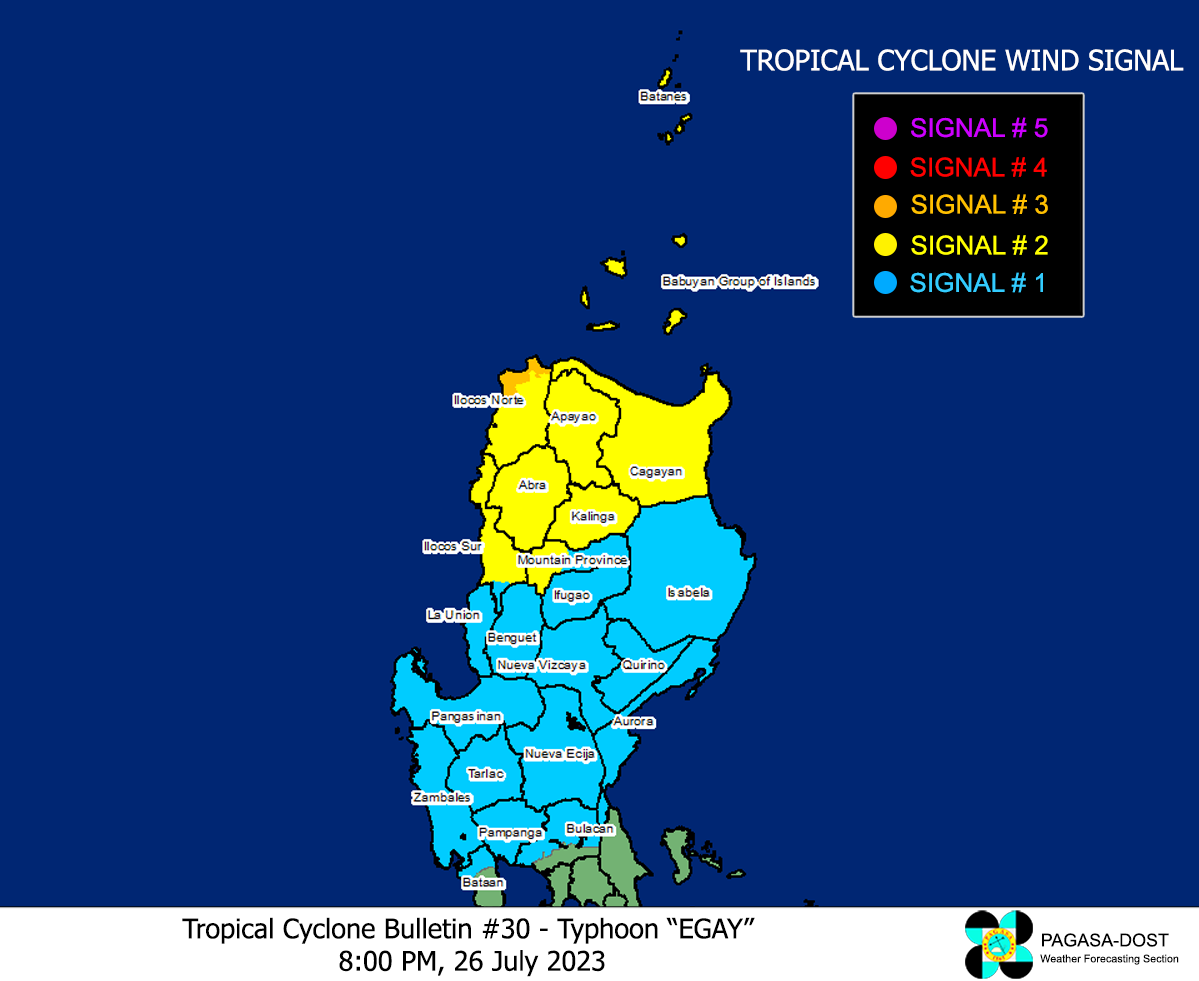 TROPICAL CYCLONE WIND SIGNAL
SIGNAL # 5
SIGNAL # 4
SIGNAL # 3
SIGNAL # 2
SIGNAL # 1
Batanes
Babuyan Group of Islands
Ilocos Norte
Apayao
Cagayan
Abra
Kalinga
Ilocos Sur
Mountain Province
Ifugao
Isabela
La Union
Benguet
Nueva Vizcaya
Quirino
Pangasinan
Aurora
Nueva Ecija
Tarlac
Zambales
Pampanga
Bulacan
Bataan
Tropical Cyclone Bulletin #30 - Typhoon “EGAY”
8:00 PM, 26 July 2023
PAGASA
PAGASA-DOST
Weather Forecasting Section